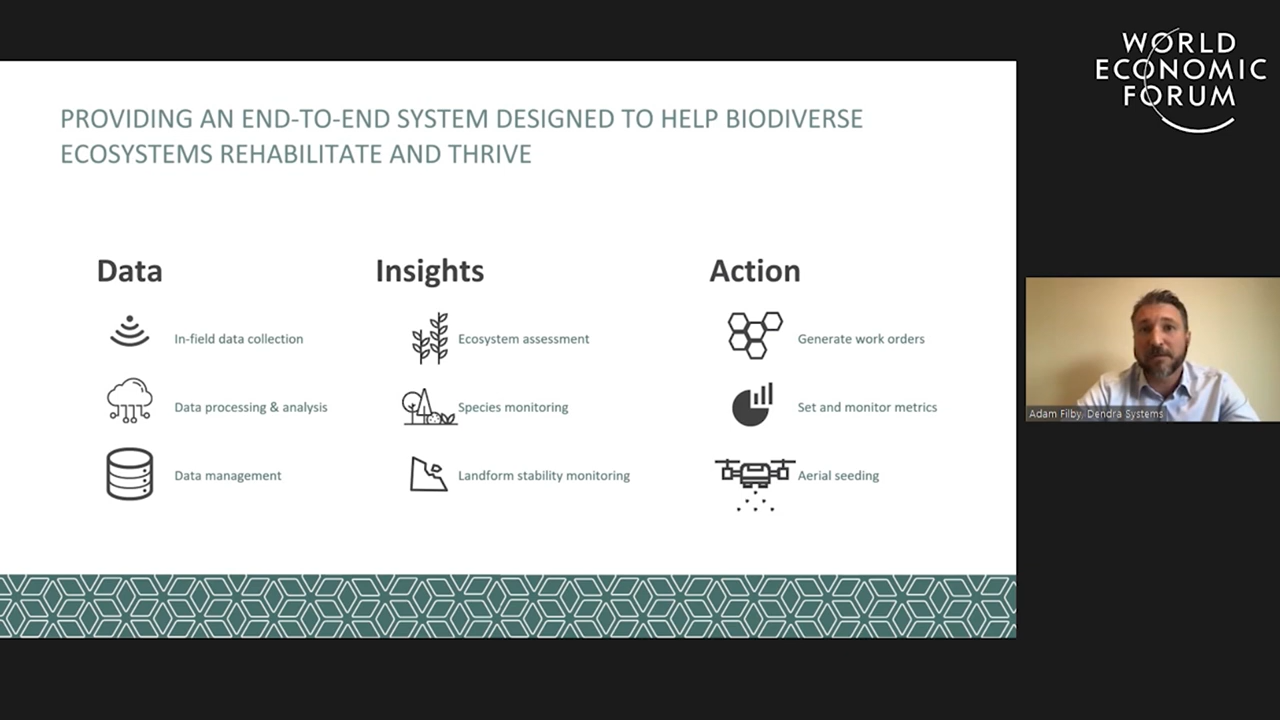 WORLD
ECONOMIC
FORUM
PROVIDING AN END-TO-END SYSTEM DESIGNED TO HELP BIODIVERSE
ECOSYSTEMS REHABILITATE AND THRIVE
Data
In-field data collection
Data processing & analysis
Data management
Insights
Ecosystem assessment
Species monitoring
Landform stability monitoring
Action
Generate work orders
Set and monitor metrics
Aerial seeding
Adam Filby, Dendra Systems